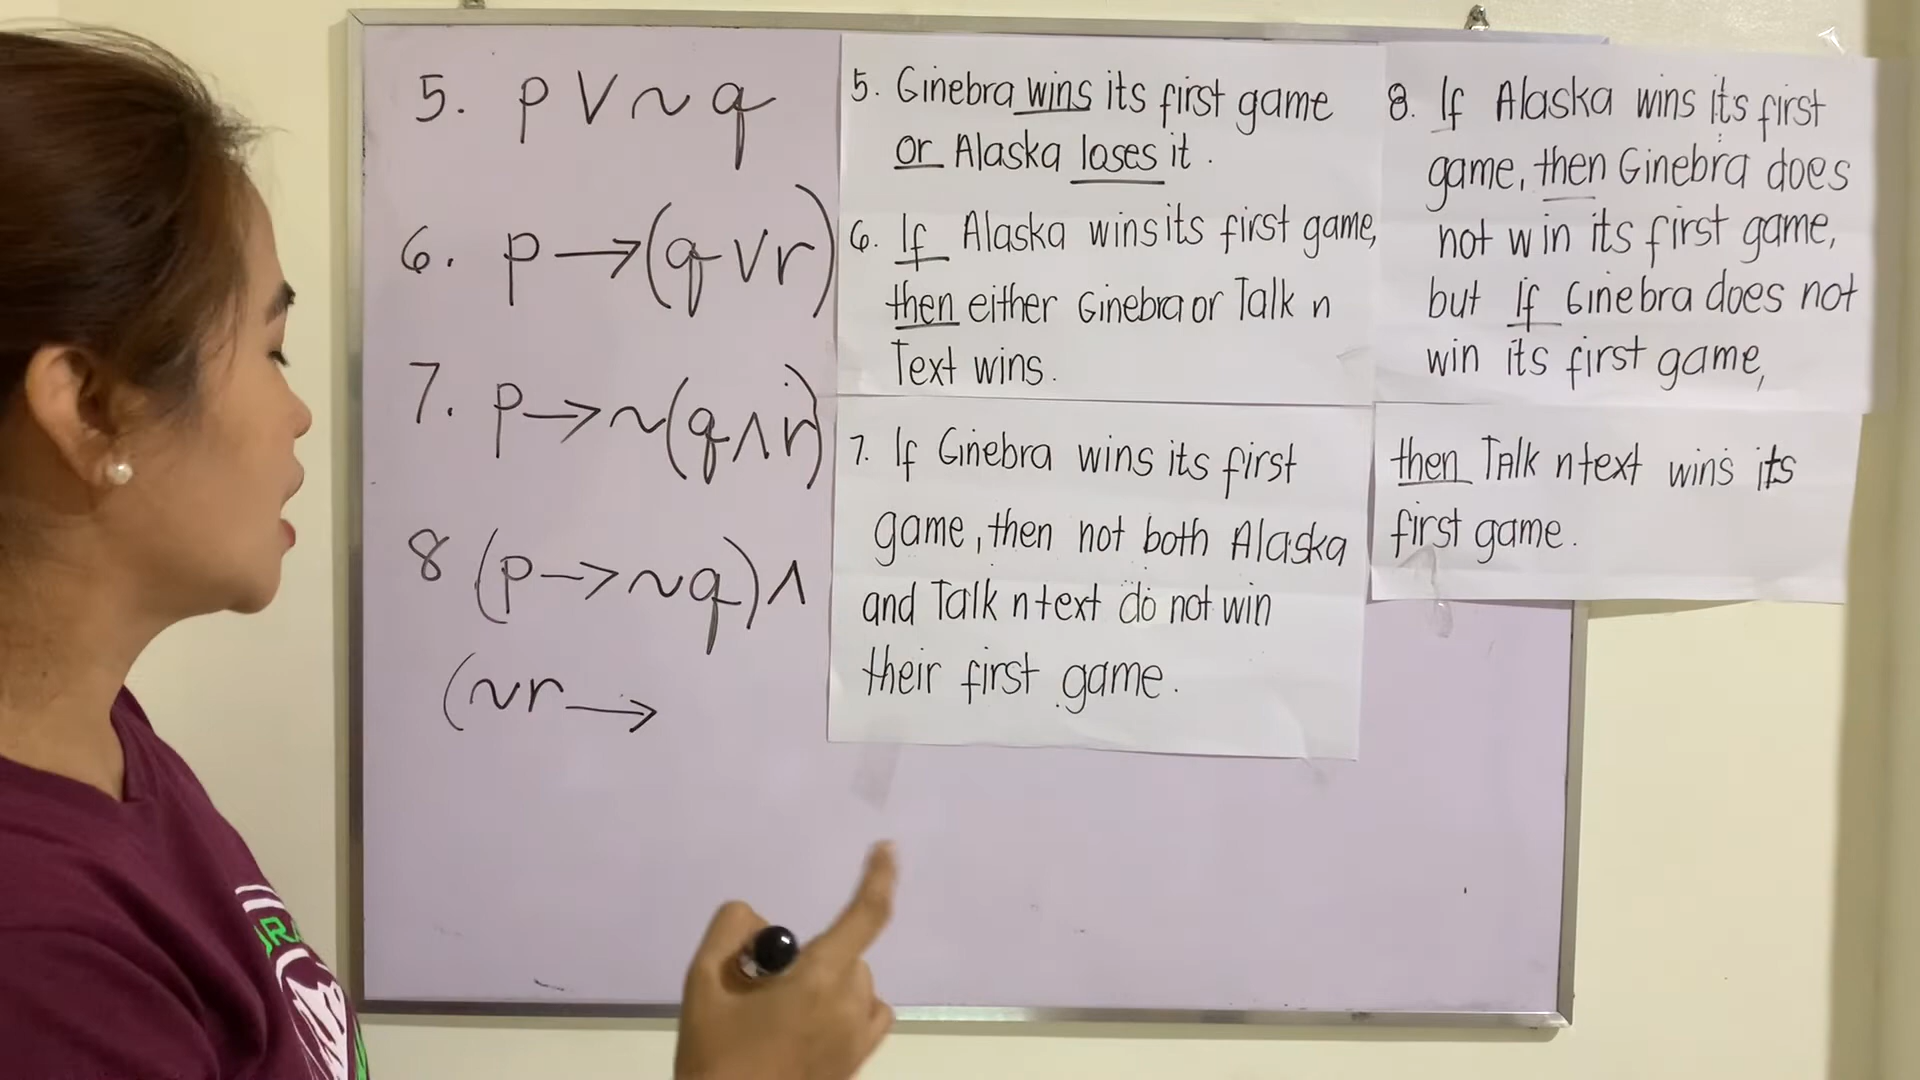 5. p ∨ ~ q
6. p → (q ∨ r)
7. p → ~(q ∧ r)
8 (p → ~q) ∧
(~r →
5. Ginebra wins its first game
or Alaska loses it.
6. If Alaska wins its first game,
then either Ginebra or Talk n
Text wins.
7. If Ginebra wins its first
game, then not both Alaska
and Talk n text do not win
their first game.
8. If Alaska wins its first
game, then Ginebra does
not win its first game,
but if Ginebra does not
win its first game,
then Talk n text wins its
first game.